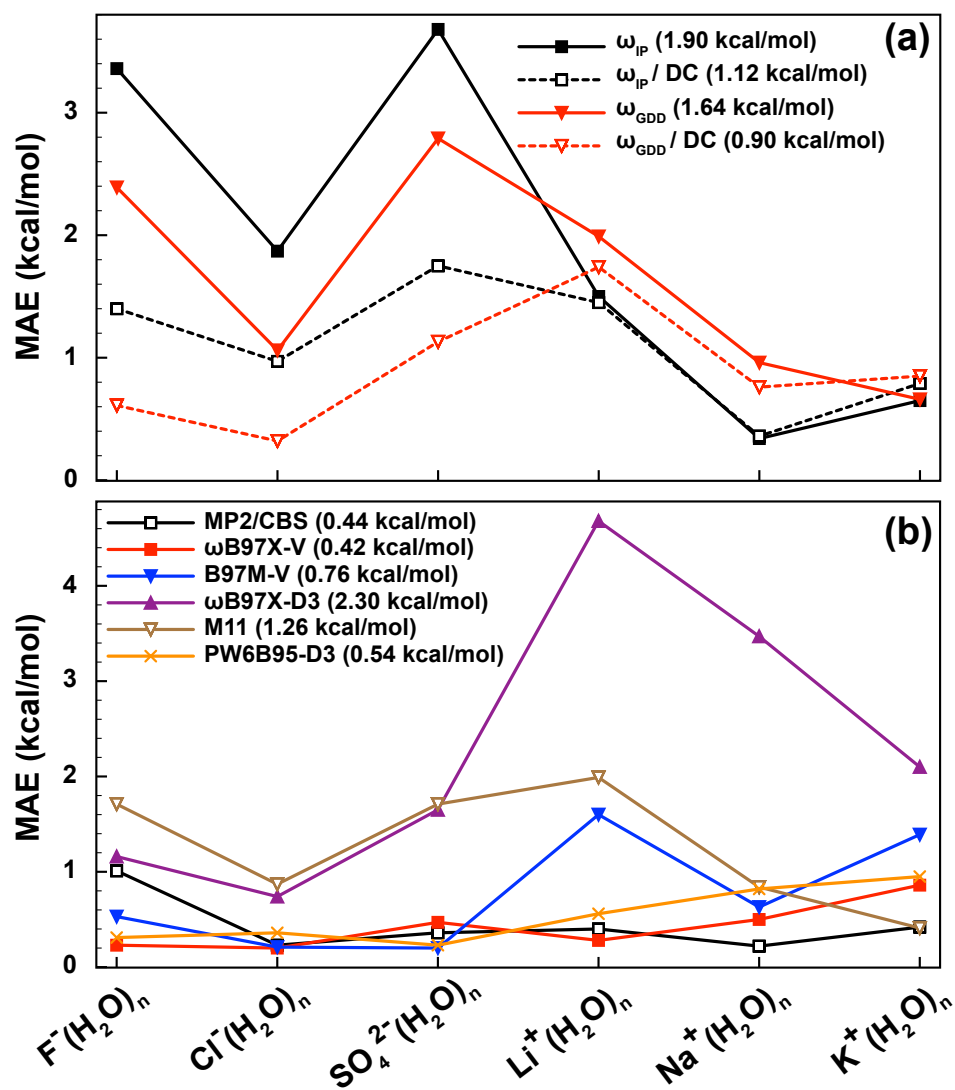 (a)
ω_IP (1.90 kcal/mol)
ω_IP / DC (1.12 kcal/mol)
ω_GDD (1.64 kcal/mol)
ω_GDD / DC (0.90 kcal/mol)
MAE (kcal/mol)
3
2
1
0
(b)
MP2/CBS (0.44 kcal/mol)
ωB97X-V (0.42 kcal/mol)
B97M-V (0.76 kcal/mol)
ωB97X-D3 (2.30 kcal/mol)
M11 (1.26 kcal/mol)
PW6B95-D3 (0.54 kcal/mol)
MAE (kcal/mol)
4
3
2
1
0
F⁻(H₂O)ₙ
Cl⁻(H₂O)ₙ
SO₄²⁻(H₂O)ₙ
Li⁺(H₂O)ₙ
Na⁺(H₂O)ₙ
K⁺(H₂O)ₙ